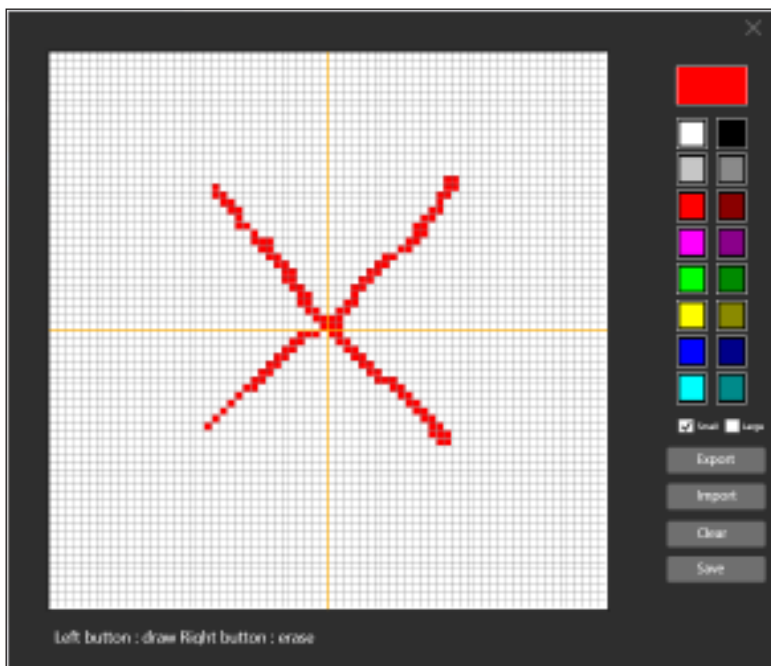 Small Large
Export
Import
Clear
Save
Left button : draw Right button : erase